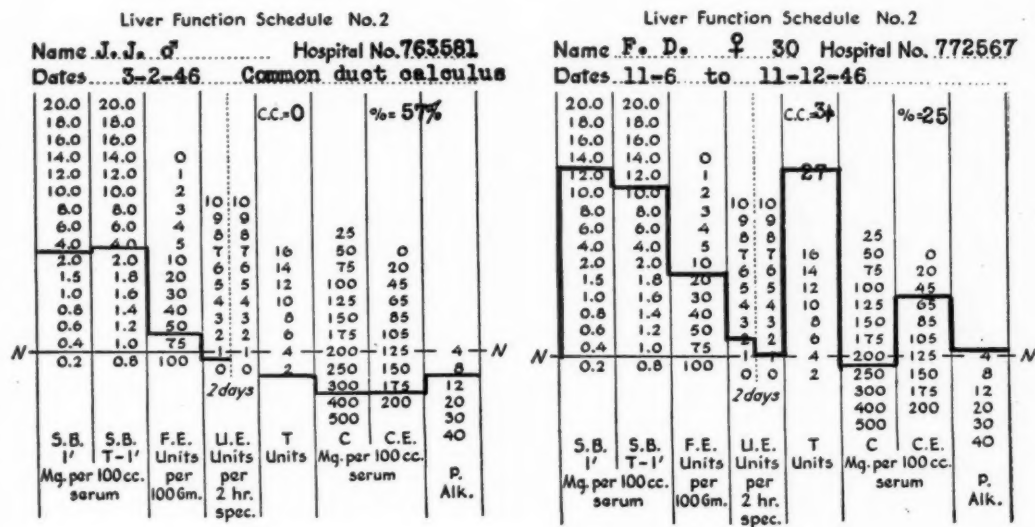 Liver Function Schedule No.2
Name J.J. ♂ Hospital No. 763581
Dates 3-2-46 Common duct calculus
C.C.=0 %=57%
20.0 20.0
18.0 18.0
16.0 16.0
14.0 14.0 0
12.0 12.0 1
10.0 10.0 2
8.0 8.0 3 10 10
6.0 6.0 4 9 9
4.0 4.0 5 8 8 25
2.0 2.0 10 7 7 16 50 0
1.5 1.8 20 6 6 14 75 20
1.0 1.6 30 5 5 12 100 45
0.8 1.4 40 4 4 10 125 65
0.6 1.2 50 3 3 8 150 85
0.4 1.0 75 2 2 6 175 105
N 0.2 0.8 100 1 1 4 200 125 4 N
0 0 2 250 150 8
2 days 300 175 12
400 200 20
500 30
40
S.B. S.B. F.E. U.E. T C C.E.
1' T-1' Units Units Units Mg. per 100 cc.
Mg. per 100 cc. per per serum P.
serum 100 Gm. 2 hr. Alk.
spec.
Liver Function Schedule No.2
Name F. D. ♀ 30 Hospital No. 772567
Dates 11-6 to 11-12-46
C.C.=3+ %=25
20.0 20.0
18.0 18.0
16.0 16.0
14.0 14.0 0
12.0 12.0 1 27
10.0 10.0 2
8.0 8.0 3 10 10
6.0 6.0 4 9 9
4.0 4.0 5 8 8 25
2.0 2.0 10 7 7 16 50 0
1.5 1.8 20 6 6 14 75 20
1.0 1.6 30 5 5 12 100 45
0.8 1.4 40 4 4 10 125 65
0.6 1.2 50 3 3 8 150 85
0.4 1.0 75 2 2 6 175 105
N 0.2 0.8 100 1 1 4 200 125 4 N
0 0 2 250 150 8
2 days 300 175 12
400 200 20
500 30
40
S.B. S.B. F.E. U.E. T C C.E.
1' T-1' Units Units Units Mg. per 100 cc.
Mg. per 100 cc. per per serum P.
serum 100 Gm. 2 hr. Alk.
spec.